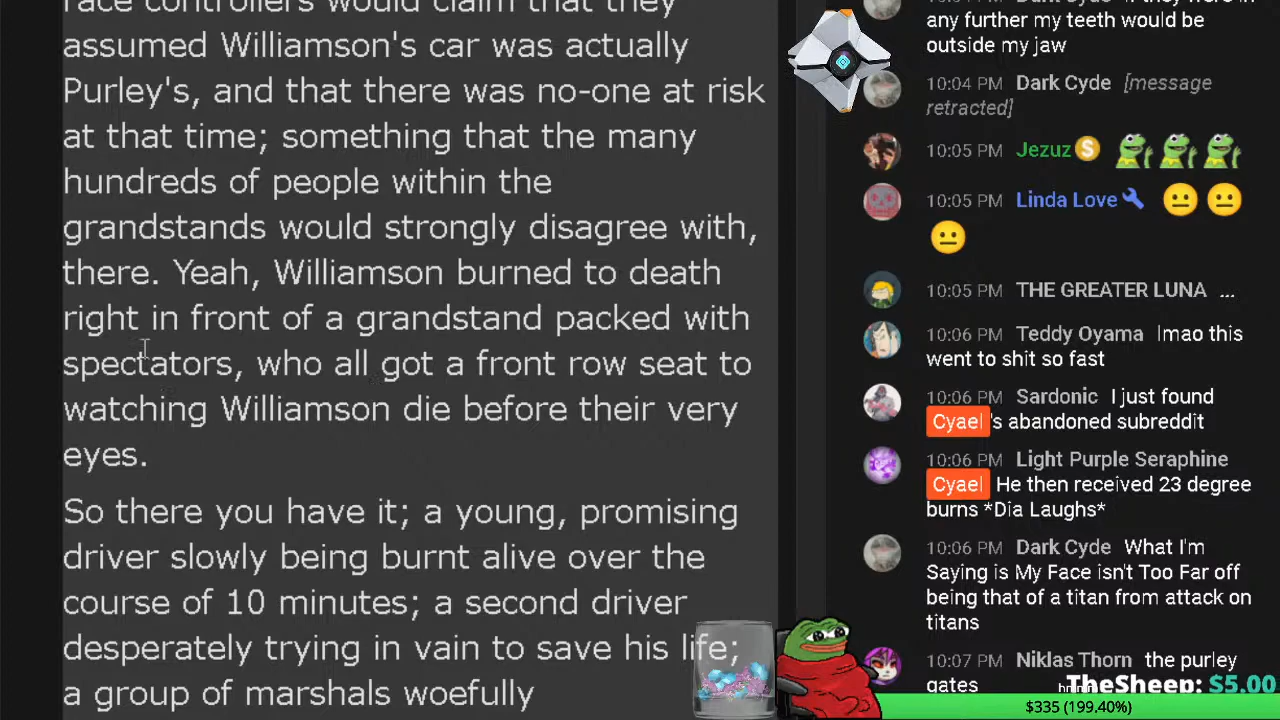 race controllers would claim that they
assumed Williamson's car was actually
Purley's, and that there was no-one at risk
at that time; something that the many
hundreds of people within the
grandstands would strongly disagree with,
there. Yeah, Williamson burned to death
right in front of a grandstand packed with
spectators, who all got a front row seat to
watching Williamson die before their very
eyes.
So there you have it; a young, promising
driver slowly being burnt alive over the
course of 10 minutes; a second driver
desperately trying in vain to save his life;
a group of marshals woefully
any further my teeth would be
outside my jaw
10:04 PM Dark Cyde [message
retracted]
10:05 PM Jezuz
10:05 PM Linda Love
10:05 PM THE GREATER LUNA ...
10:06 PM Teddy Oyama lmao this
went to shit so fast
10:06 PM Sardonic I just found
Cyael's abandoned subreddit
10:06 PM Light Purple Seraphine
Cyael He then received 23 degree
burns *Dia Laughs*
10:06 PM Dark Cyde What I'm
Saying is My Face isn't Too Far off
being that of a titan from attack on
titans
10:07 PM Niklas Thorn the purley
gates
TheSheep: $5.00
$335 (199.40%)